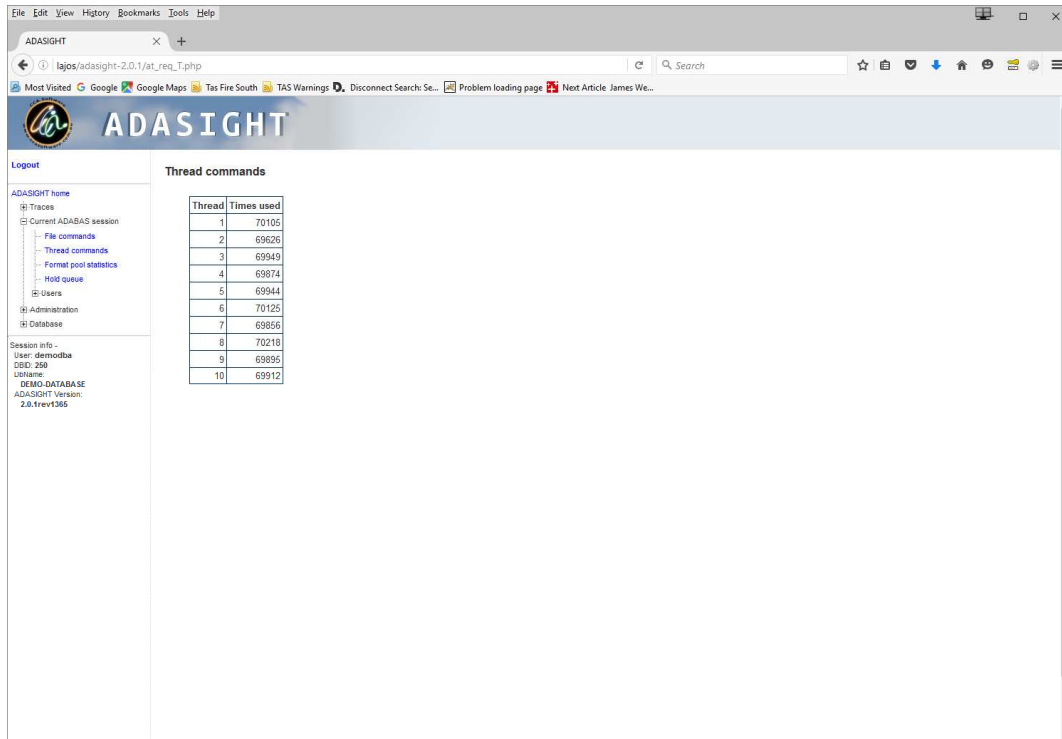 File Edit View History Bookmarks Tools Help
ADASIGHT × +
lajos/adasight-2.0.1/at_req_T.php
Search
Most Visited Google Google Maps Tas Fire South TAS Warnings Disconnect Search: Se... Problem loading page Next Article James We...
ADASIGHT
Logout
ADASIGHT home
Traces
Current ADABAS session
File commands
Thread commands
Format pool statistics
Hold queue
Users
Administration
Database
Session info -
User: demodba
DBID: 250
DbName:
DEMO-DATABASE
ADASIGHT Version:
2.0.1rev1365
Thread commands
Thread Times used
1 70105
2 69626
3 69949
4 69874
5 69944
6 70125
7 69856
8 70218
9 69895
10 69912